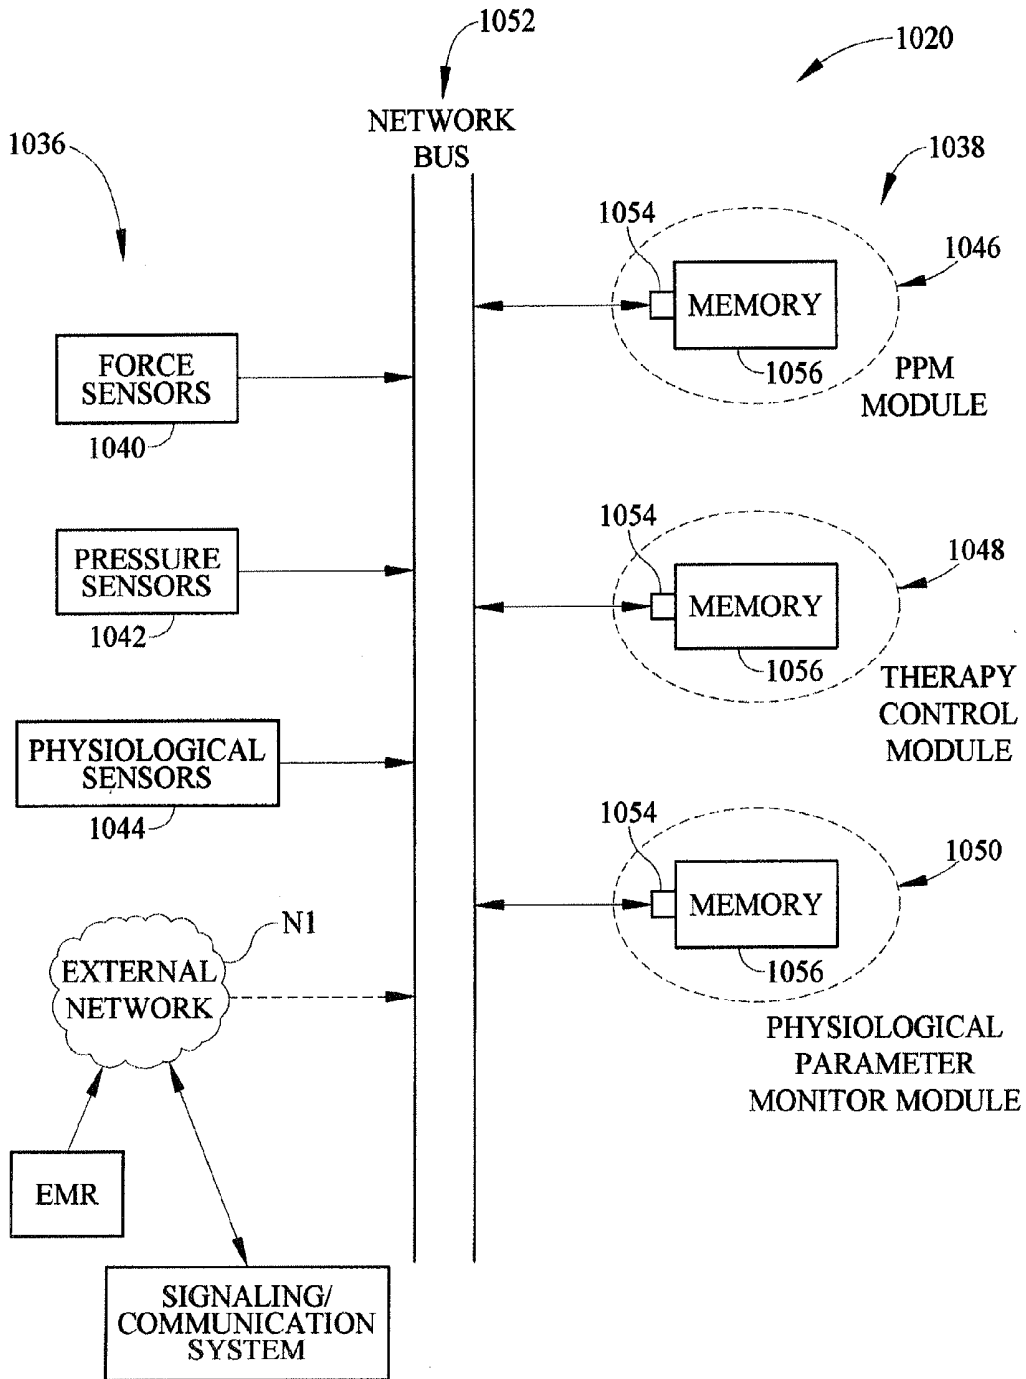 1052
1020
NETWORK
BUS
1036
1038
1054
1046
MEMORY
1056
PPM
MODULE
FORCE
SENSORS
1040
1054
1048
MEMORY
1056
THERAPY
CONTROL
MODULE
PRESSURE
SENSORS
1042
PHYSIOLOGICAL
SENSORS
1044
1054
1050
MEMORY
1056
PHYSIOLOGICAL
PARAMETER
MONITOR MODULE
N1
EXTERNAL
NETWORK
EMR
SIGNALING/
COMMUNICATION
SYSTEM